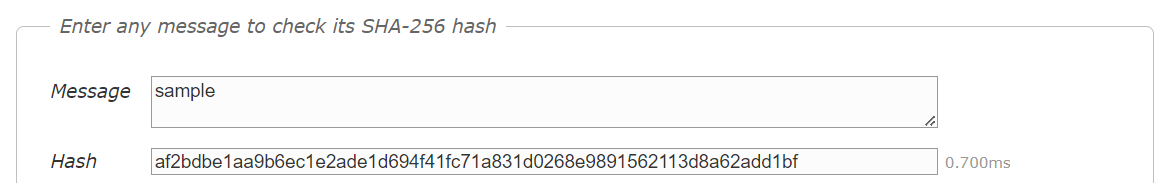 Enter any message to check its SHA-256 hash
Message
sample
Hash
af2bdbe1aa9b6ec1e2ade1d694f41fc71a831d0268e9891562113d8a62add1bf
0.700ms